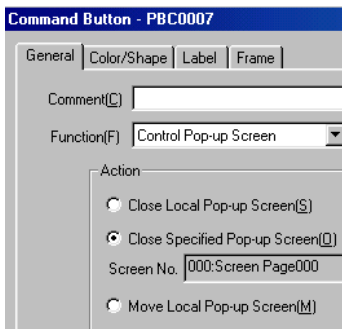 Command Button - PBC0007
General Color/Shape Label Frame
Comment(C)
Function(F) Control Pop-up Screen
Action
Close Local Pop-up Screen(S)
Close Specified Pop-up Screen(O)
Screen No. 000:Screen Page000
Move Local Pop-up Screen(M)